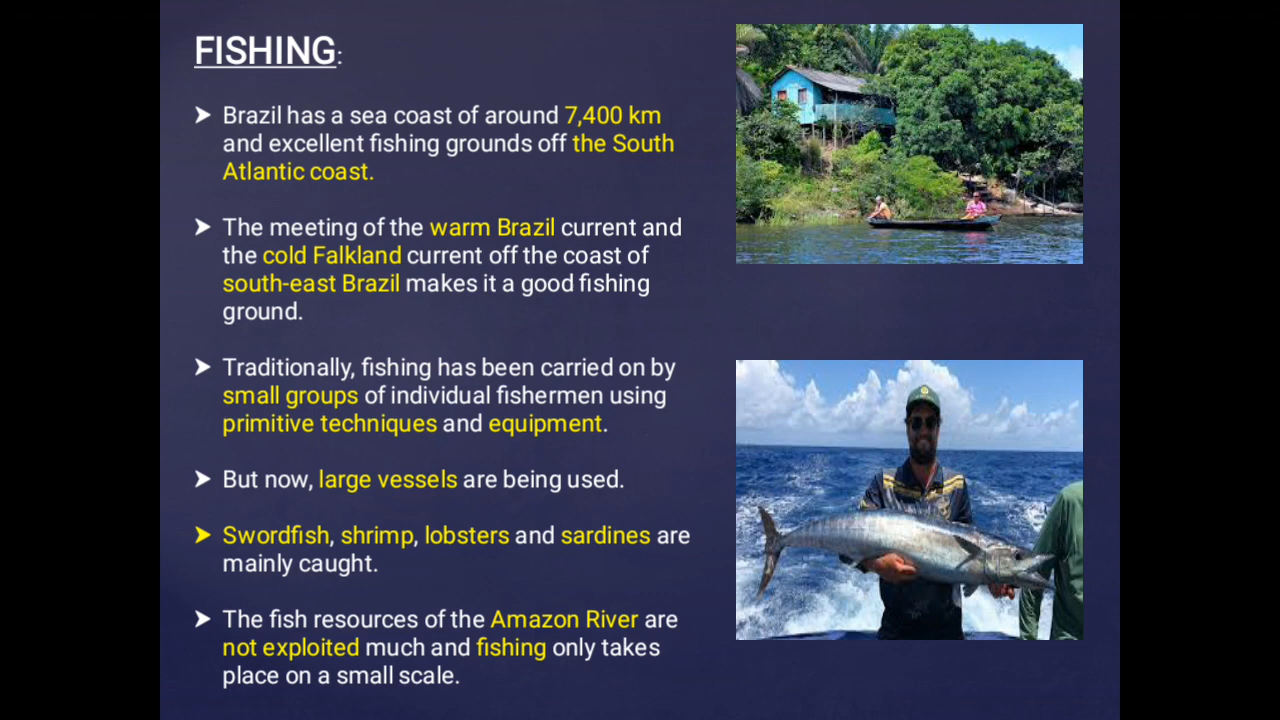 FISHING:
➤ Brazil has a sea coast of around 7,400 km
and excellent fishing grounds off the South
Atlantic coast.
➤ The meeting of the warm Brazil current and
the cold Falkland current off the coast of
south-east Brazil makes it a good fishing
ground.
➤ Traditionally, fishing has been carried on by
small groups of individual fishermen using
primitive techniques and equipment.
➤ But now, large vessels are being used.
➤ Swordfish, shrimp, lobsters and sardines are
mainly caught.
➤ The fish resources of the Amazon River are
not exploited much and fishing only takes
place on a small scale.